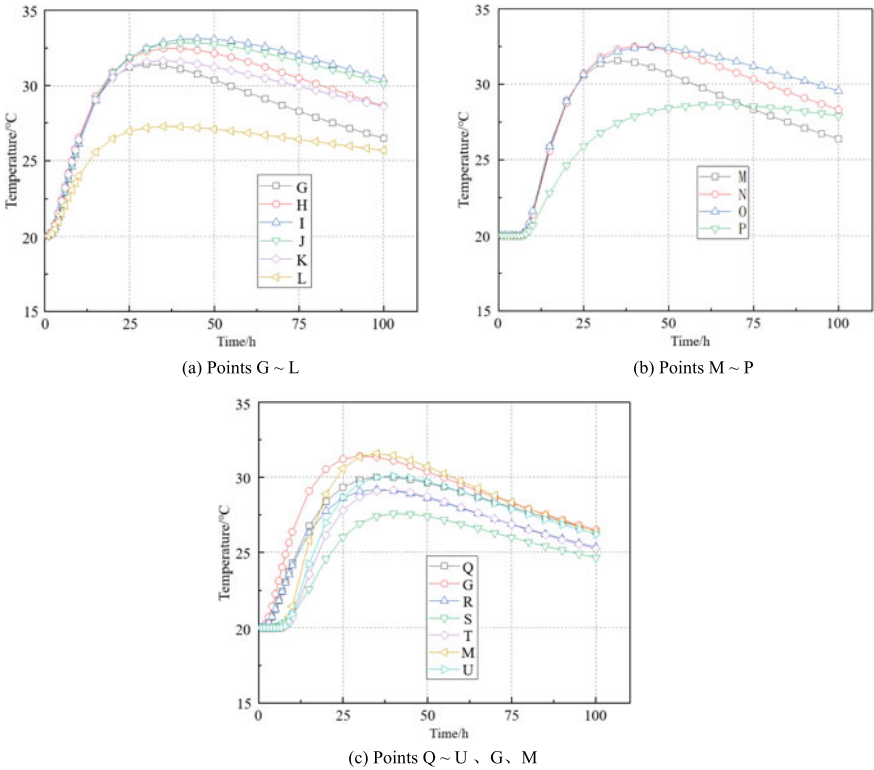 35
30
25
20
15
Temperature/°C
0
25
50
75
100
Time/h
G
H
I
J
K
L
(a) Points G ~ L
35
30
25
20
15
Temperature/°C
0
25
50
75
100
Time/h
M
N
O
P
(b) Points M ~ P
35
30
25
20
15
Temperature/°C
0
25
50
75
100
Time/h
Q
G
R
S
T
M
U
(c) Points Q ~ U 、G、M